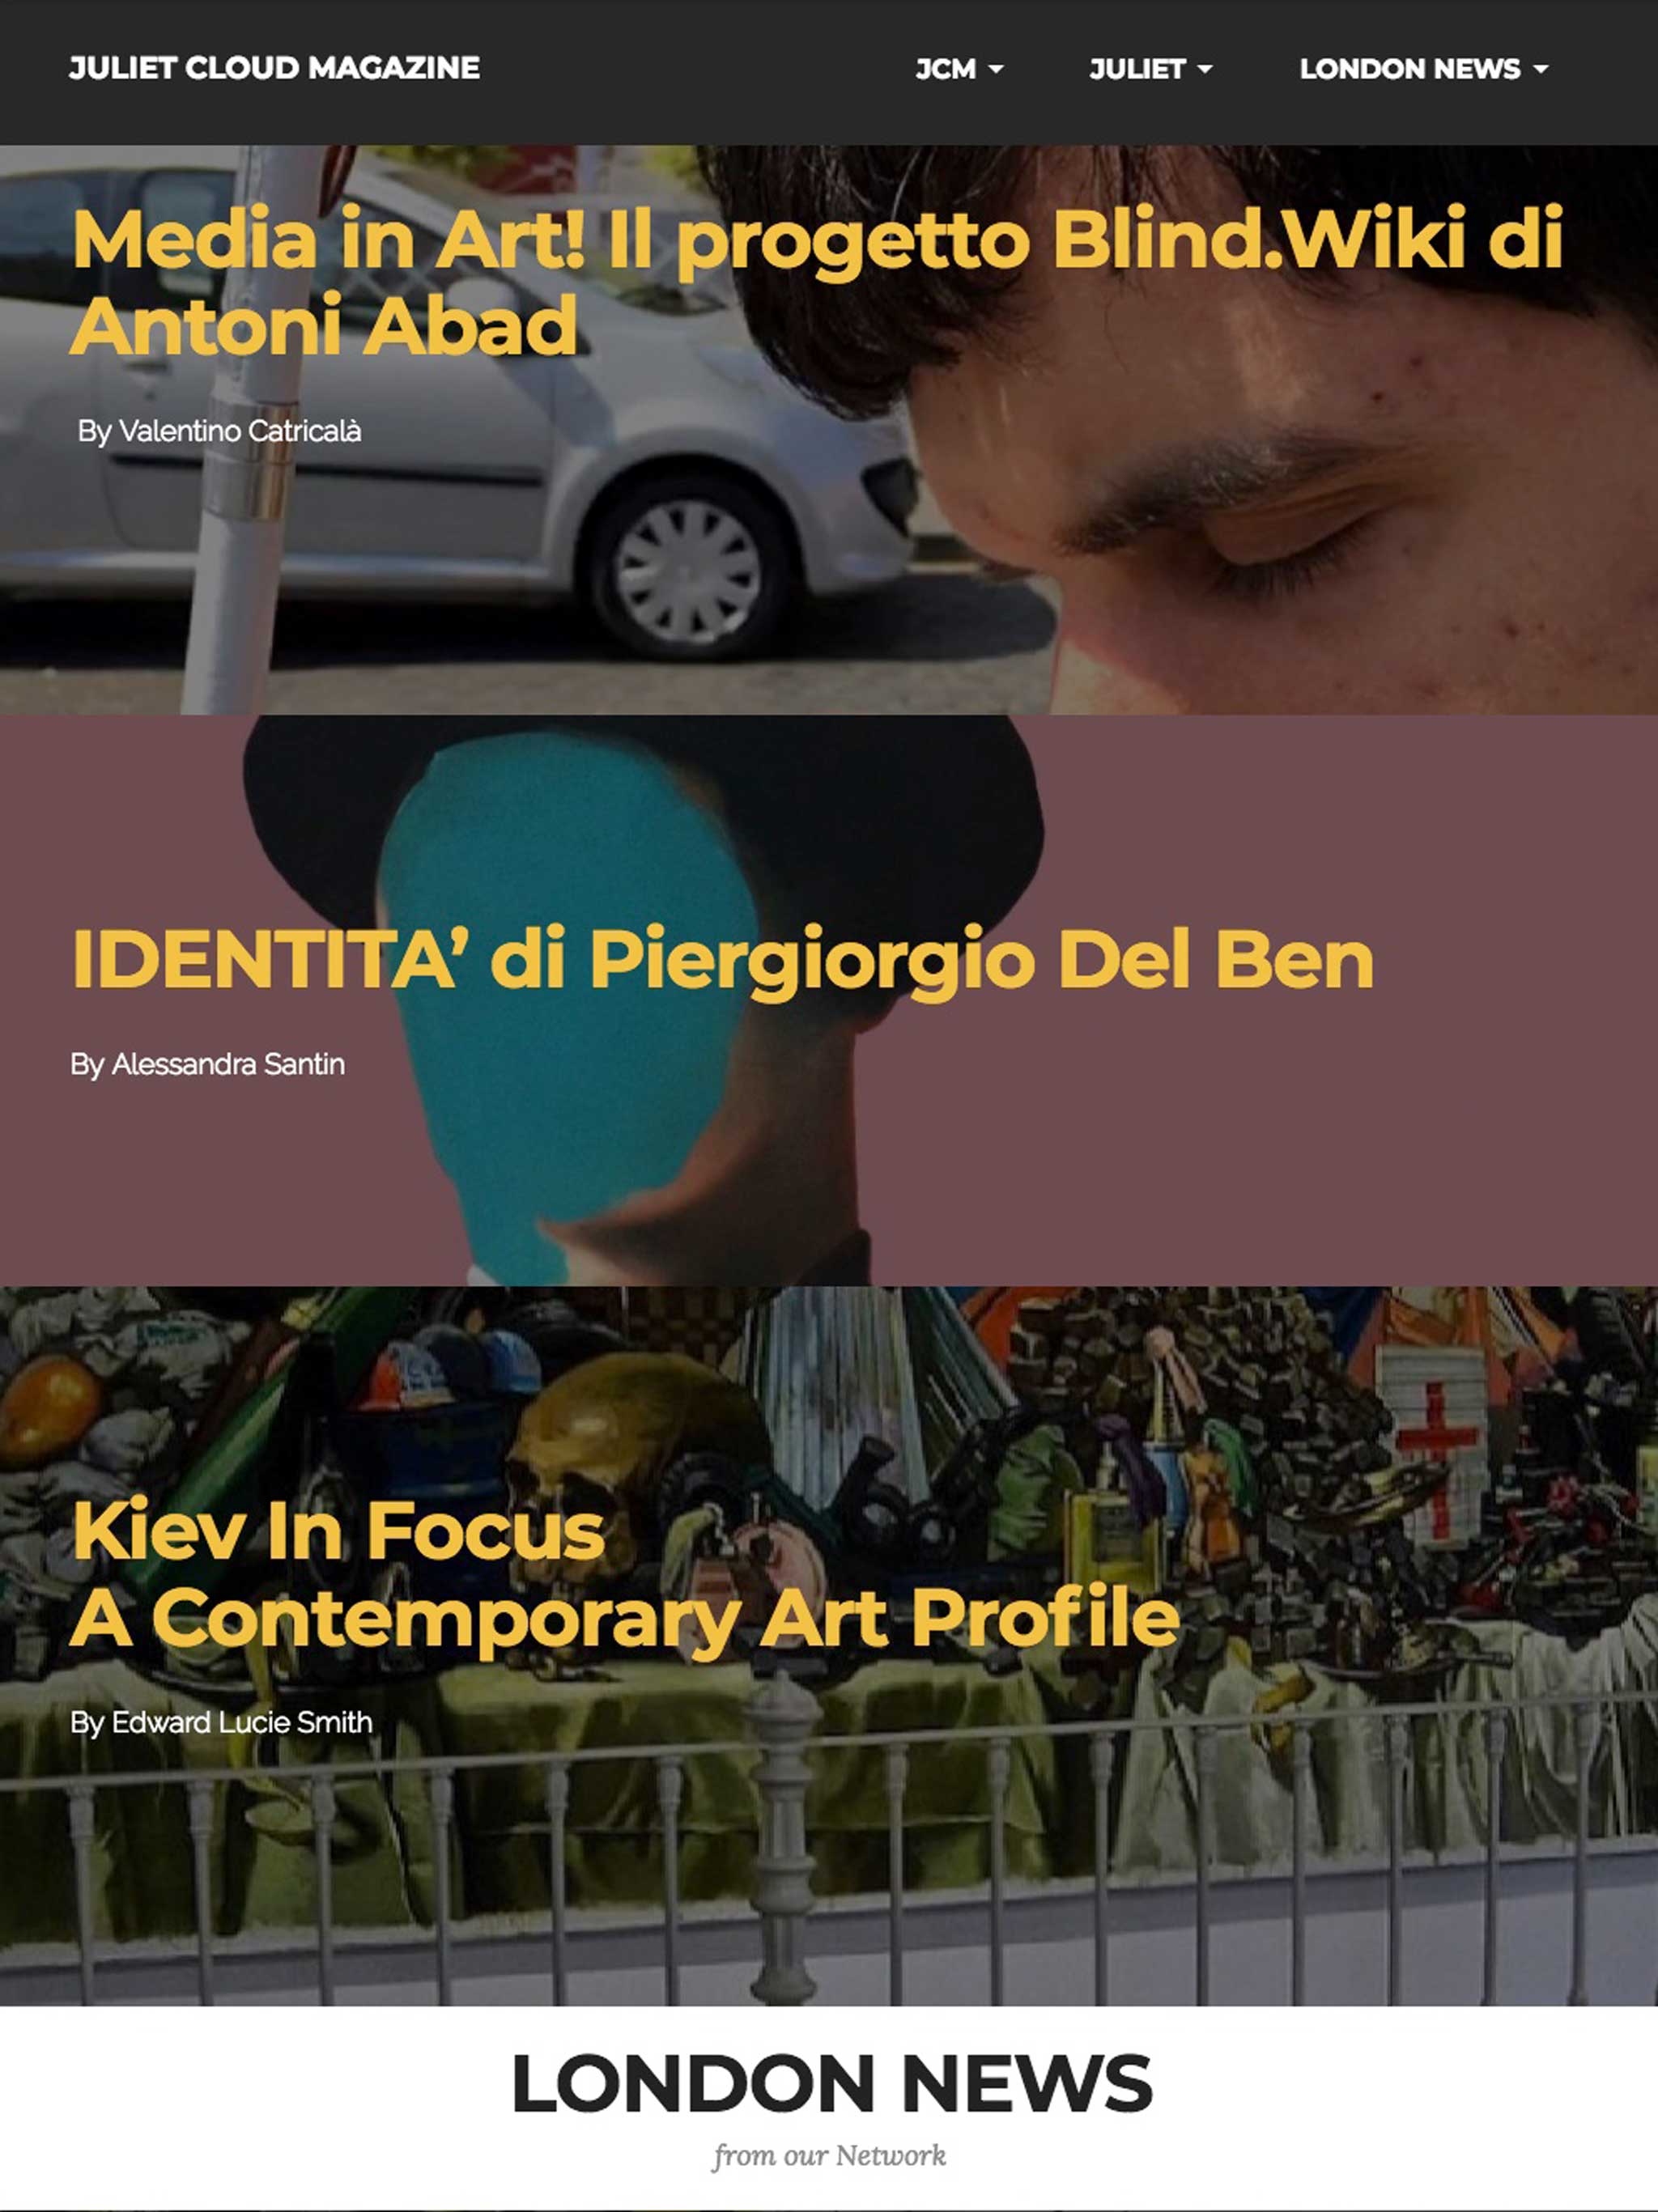 JULIET CLOUD MAGAZINE
JCM
JULIET
LONDON NEWS
Media in Art! Il progetto Blind.Wiki di
Antoni Abad
By Valentino Catricalà
IDENTITA’ di Piergiorgio Del Ben
By Alessandra Santin
Kiev In Focus
A Contemporary Art Profile
By Edward Lucie Smith
LONDON NEWS
from our Network